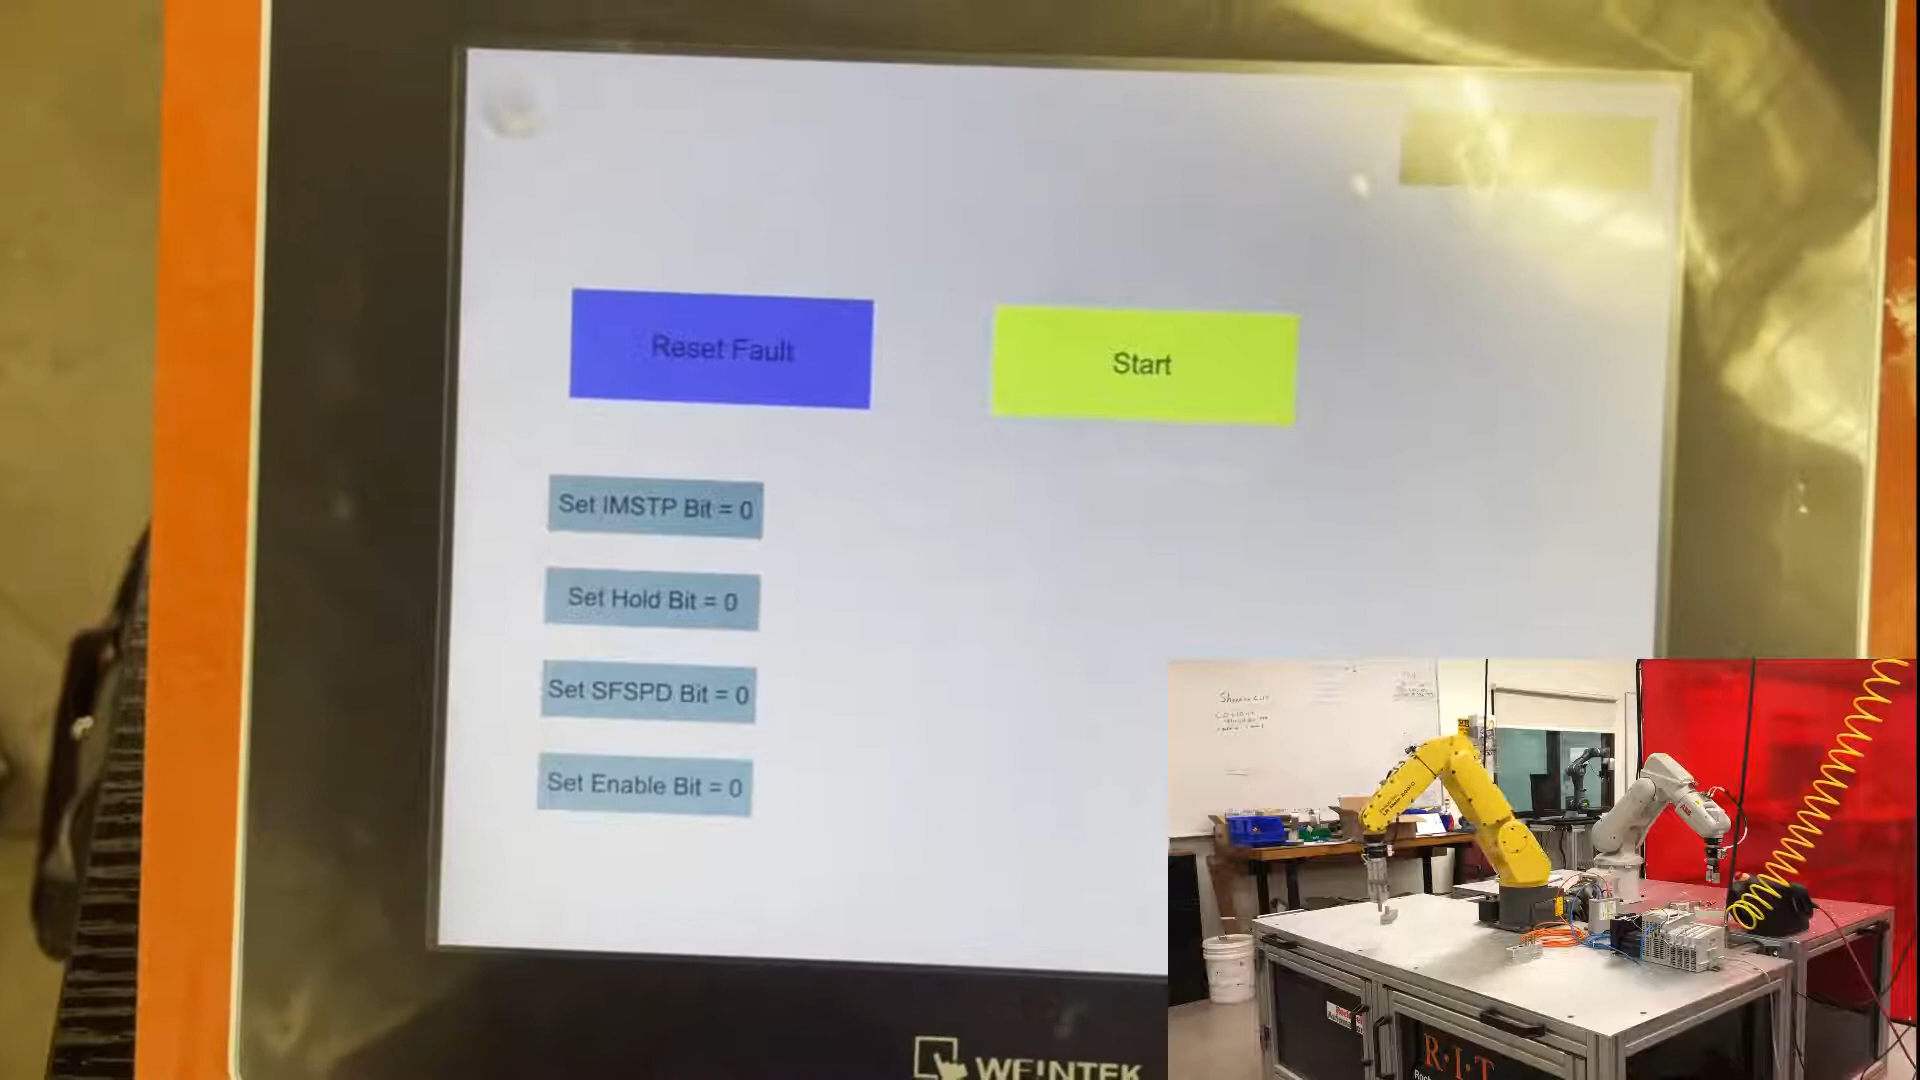 Reset Fault
Start
Set IMSTP Bit = 0
Set Hold Bit = 0
Set SFSPD Bit = 0
Set Enable Bit = 0
WEINTEK
R·I·T